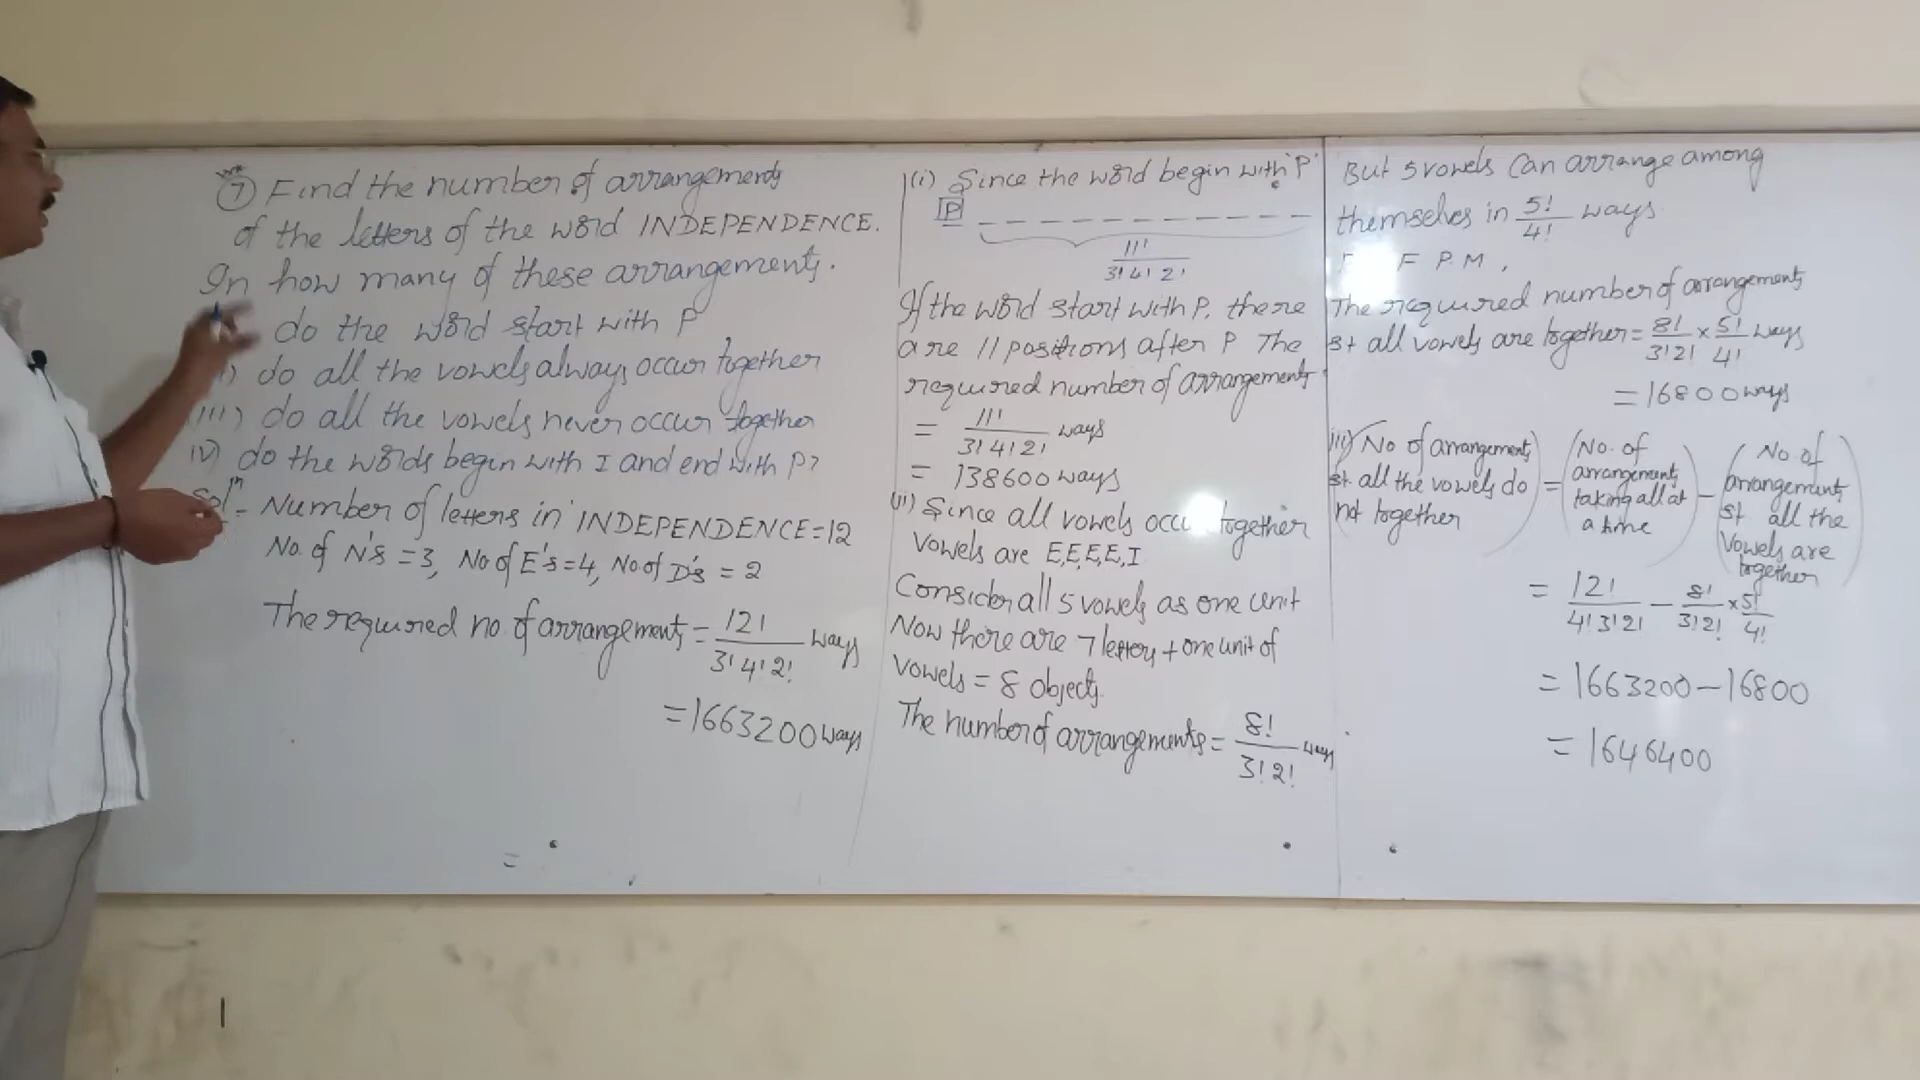 7 Find the number of arrangements
of the letters of the word INDEPENDENCE.
In how many of these arrangements.
do the word start with P
i) do all the vowels always occur together
iii) do all the vowels never occur together
iv) do the words begin with I and end with P?
Solⁿ- Number of letters in INDEPENDENCE=12
No. of N's = 3, No of E's=4, No of D's = 2
The required no. of arrangements = 12! / 3! 4! 2! ways
= 1663200 ways
=
(i) Since the word begin with 'P'
P _ _ _ _ _ _ _ _ _ _ _
11! / 3! 4! 2!
If the word start with P, there
are 11 positions after P The
required number of arrangements
= 11! / 3! 4! 2! ways
= 138600 ways
(ii) Since all vowels occu together
Vowels are E,E,E,E,I
Consider all 5 vowels as one unit
Now there are 7 letters + one unit of
vowels = 8 objects.
The number of arrangements = 8! / 3! 2! ways
But 5 vowels can arrange among
themselves in 5! / 4! ways
F P.M,
The required number of arrangements
st all vowels are together = 8! / 3! 2! × 5! / 4! ways
= 16800 ways
iii) (No of arrangements st. all the vowels do not together) = (No. of arrangements taking all at a time) - (No of arrangements st all the vowels are together)
= 12! / 4! 3! 2! - 8! / 3! 2! × 5! / 4!
= 1663200 - 16800
= 1646400